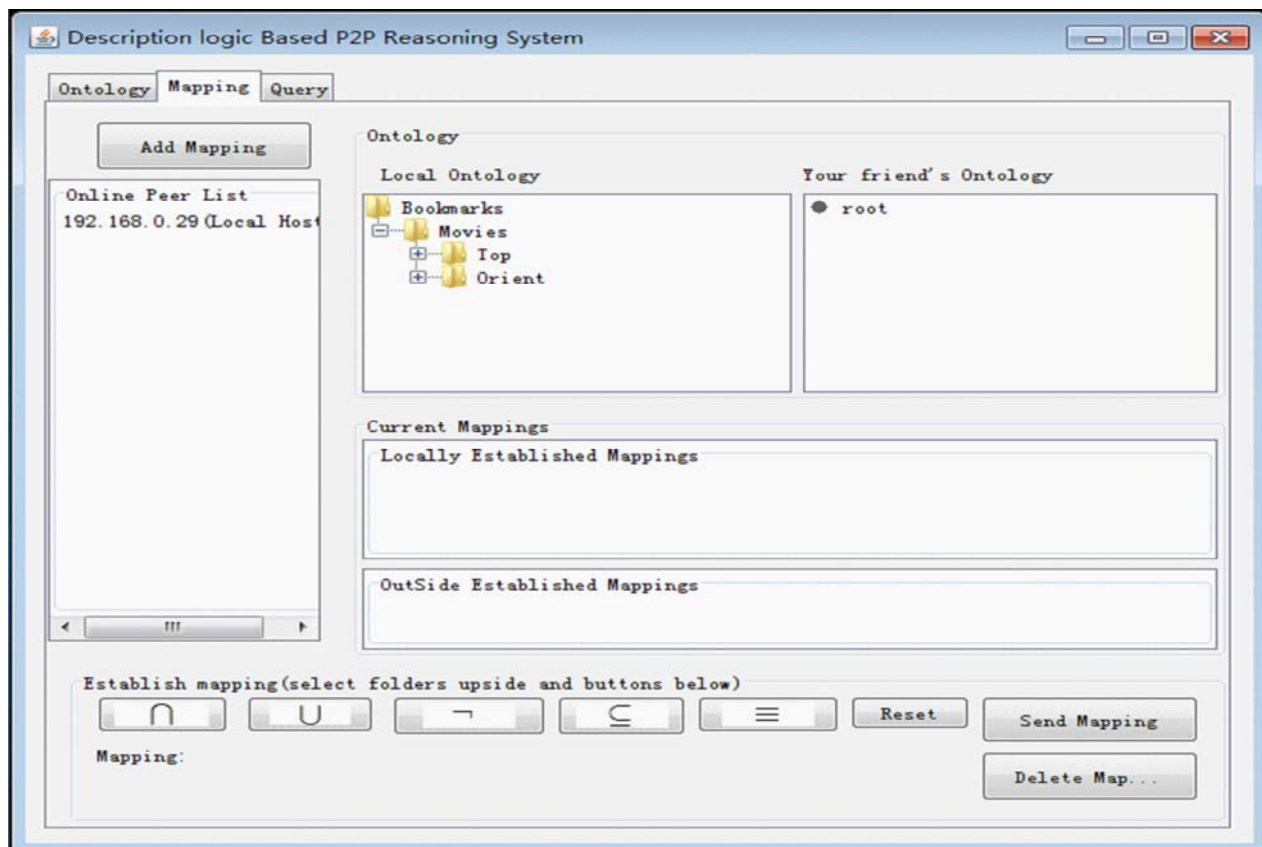 Description logic Based P2P Reasoning System
Ontology Mapping Query
Add Mapping
Online Peer List
192.168.0.29(Local Host
Ontology
Local Ontology
Your friend's Ontology
Bookmarks
Movies
Top
Orient
root
Current Mappings
Locally Established Mappings
OutSide Established Mappings
Establish mapping(select folders upside and buttons below)
∩ ∪ ¬ ⊆ ≡ Reset Send Mapping
Mapping:
Delete Map...